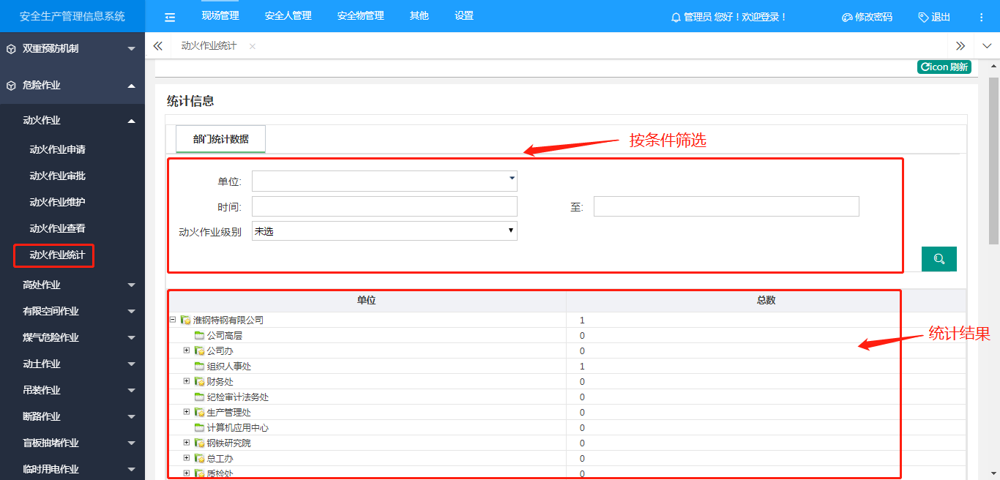 安全生产管理信息系统
现场管理 安全人管理 安全物管理 其他 设置
管理员 您好！欢迎登录！
修改密码
退出
双重预防机制
危险作业
动火作业
动火作业申请
动火作业审批
动火作业维护
动火作业查看
动火作业统计
高处作业
有限空间作业
煤气危险作业
动土作业
吊装作业
断路作业
盲板抽堵作业
临时用电作业
动火作业统计
icon 刷新
统计信息
部门统计数据
按条件筛选
单位:
时间: 至:
动火作业级别 未选
单位 总数
淮钢特钢有限公司 1
公司高层 0
公司办 0
组织人事处 1
财务处 0
纪检审计法务处 0
生产管理处 0
计算机应用中心 0
钢铁研究院 0
总工办 0
质检处 0
统计结果